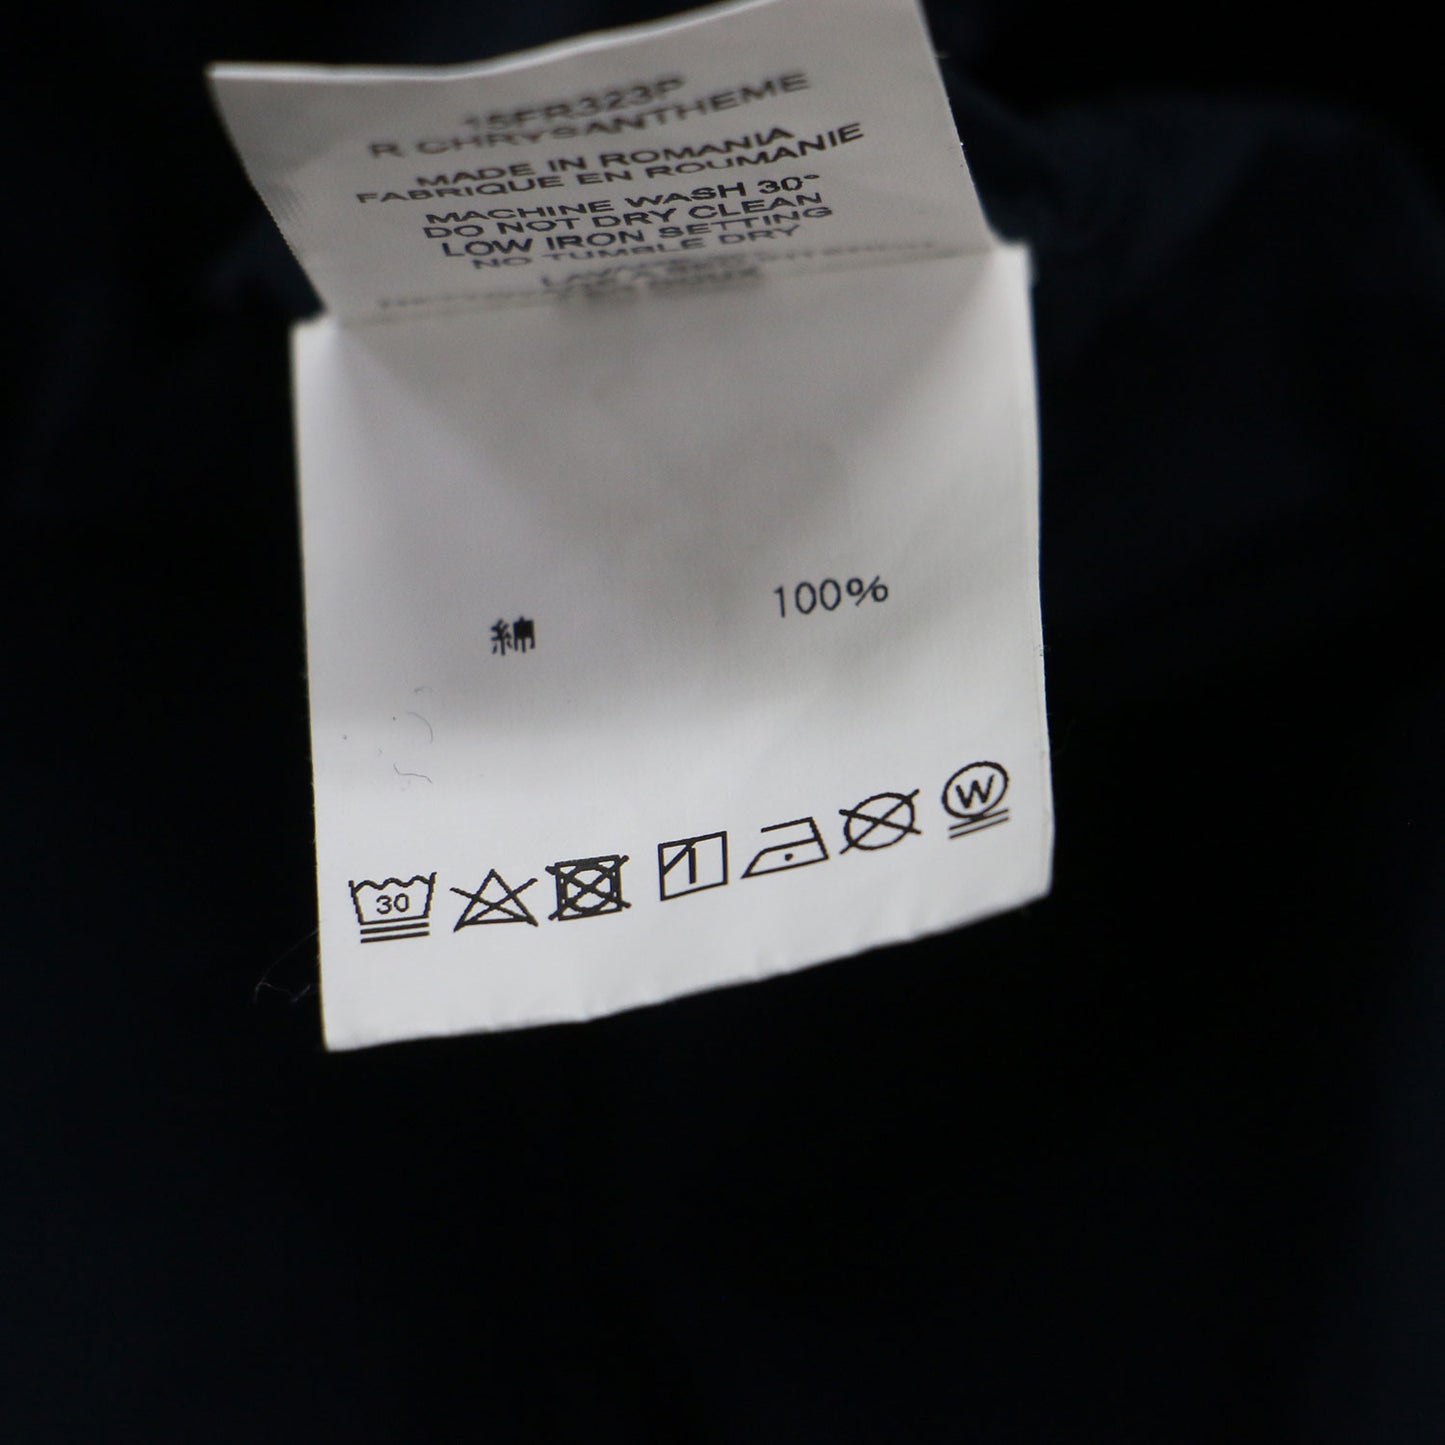 15FR323P
R CHRYSANTHEME
MADE IN ROMANIA
FABRIQUE EN ROUMANIE
MACHINE WASH 30°
DO NOT DRY CLEAN
LOW IRON SETTING
NO TUMBLE DRY
綿 100%
30
W